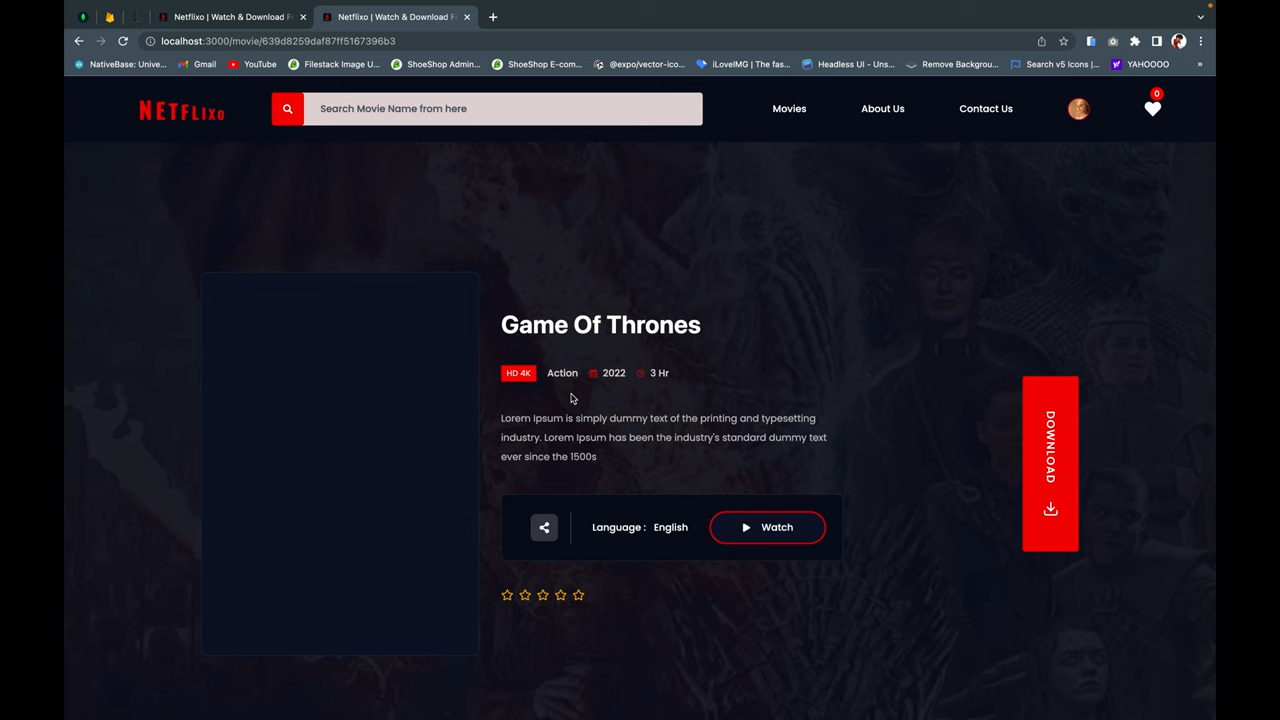 Netflixo | Watch & Download F
Netflixo | Watch & Download F
localhost:3000/movie/639d8259daf87ff5167396b3
NativeBase: Unive...
Gmail
YouTube
Filestack Image U...
ShoeShop Admin...
ShoeShop E-com...
@expo/vector-ico...
iLoveIMG | The fas...
Headless UI - Uns...
Remove Backgrou...
Search v5 Icons |...
YAHOOOO
»
NETFLIXO
Search Movie Name from here
Movies
About Us
Contact Us
0
Game Of Thrones
HD 4K
Action
2022
3 Hr
Lorem Ipsum is simply dummy text of the printing and typesetting
industry. Lorem Ipsum has been the industry's standard dummy text
ever since the 1500s
Language : English
Watch
DOWNLOAD